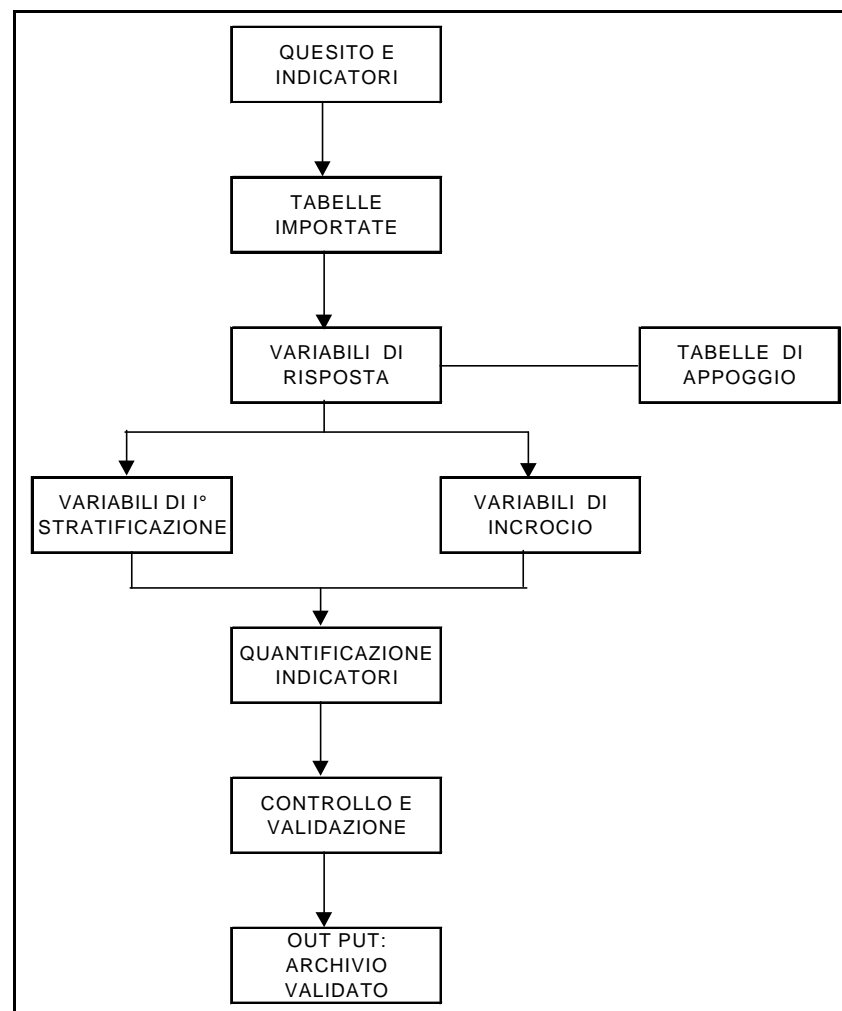 QUESITO E
INDICATORI
TABELLE
IMPORTATE
VARIABILI DI
RISPOSTA
TABELLE DI
APPOGGIO
VARIABILI DI I°
STRATIFICAZIONE
VARIABILI DI
INCROCIO
QUANTIFICAZIONE
INDICATORI
CONTROLLO E
VALIDAZIONE
OUT PUT:
ARCHIVIO
VALIDATO